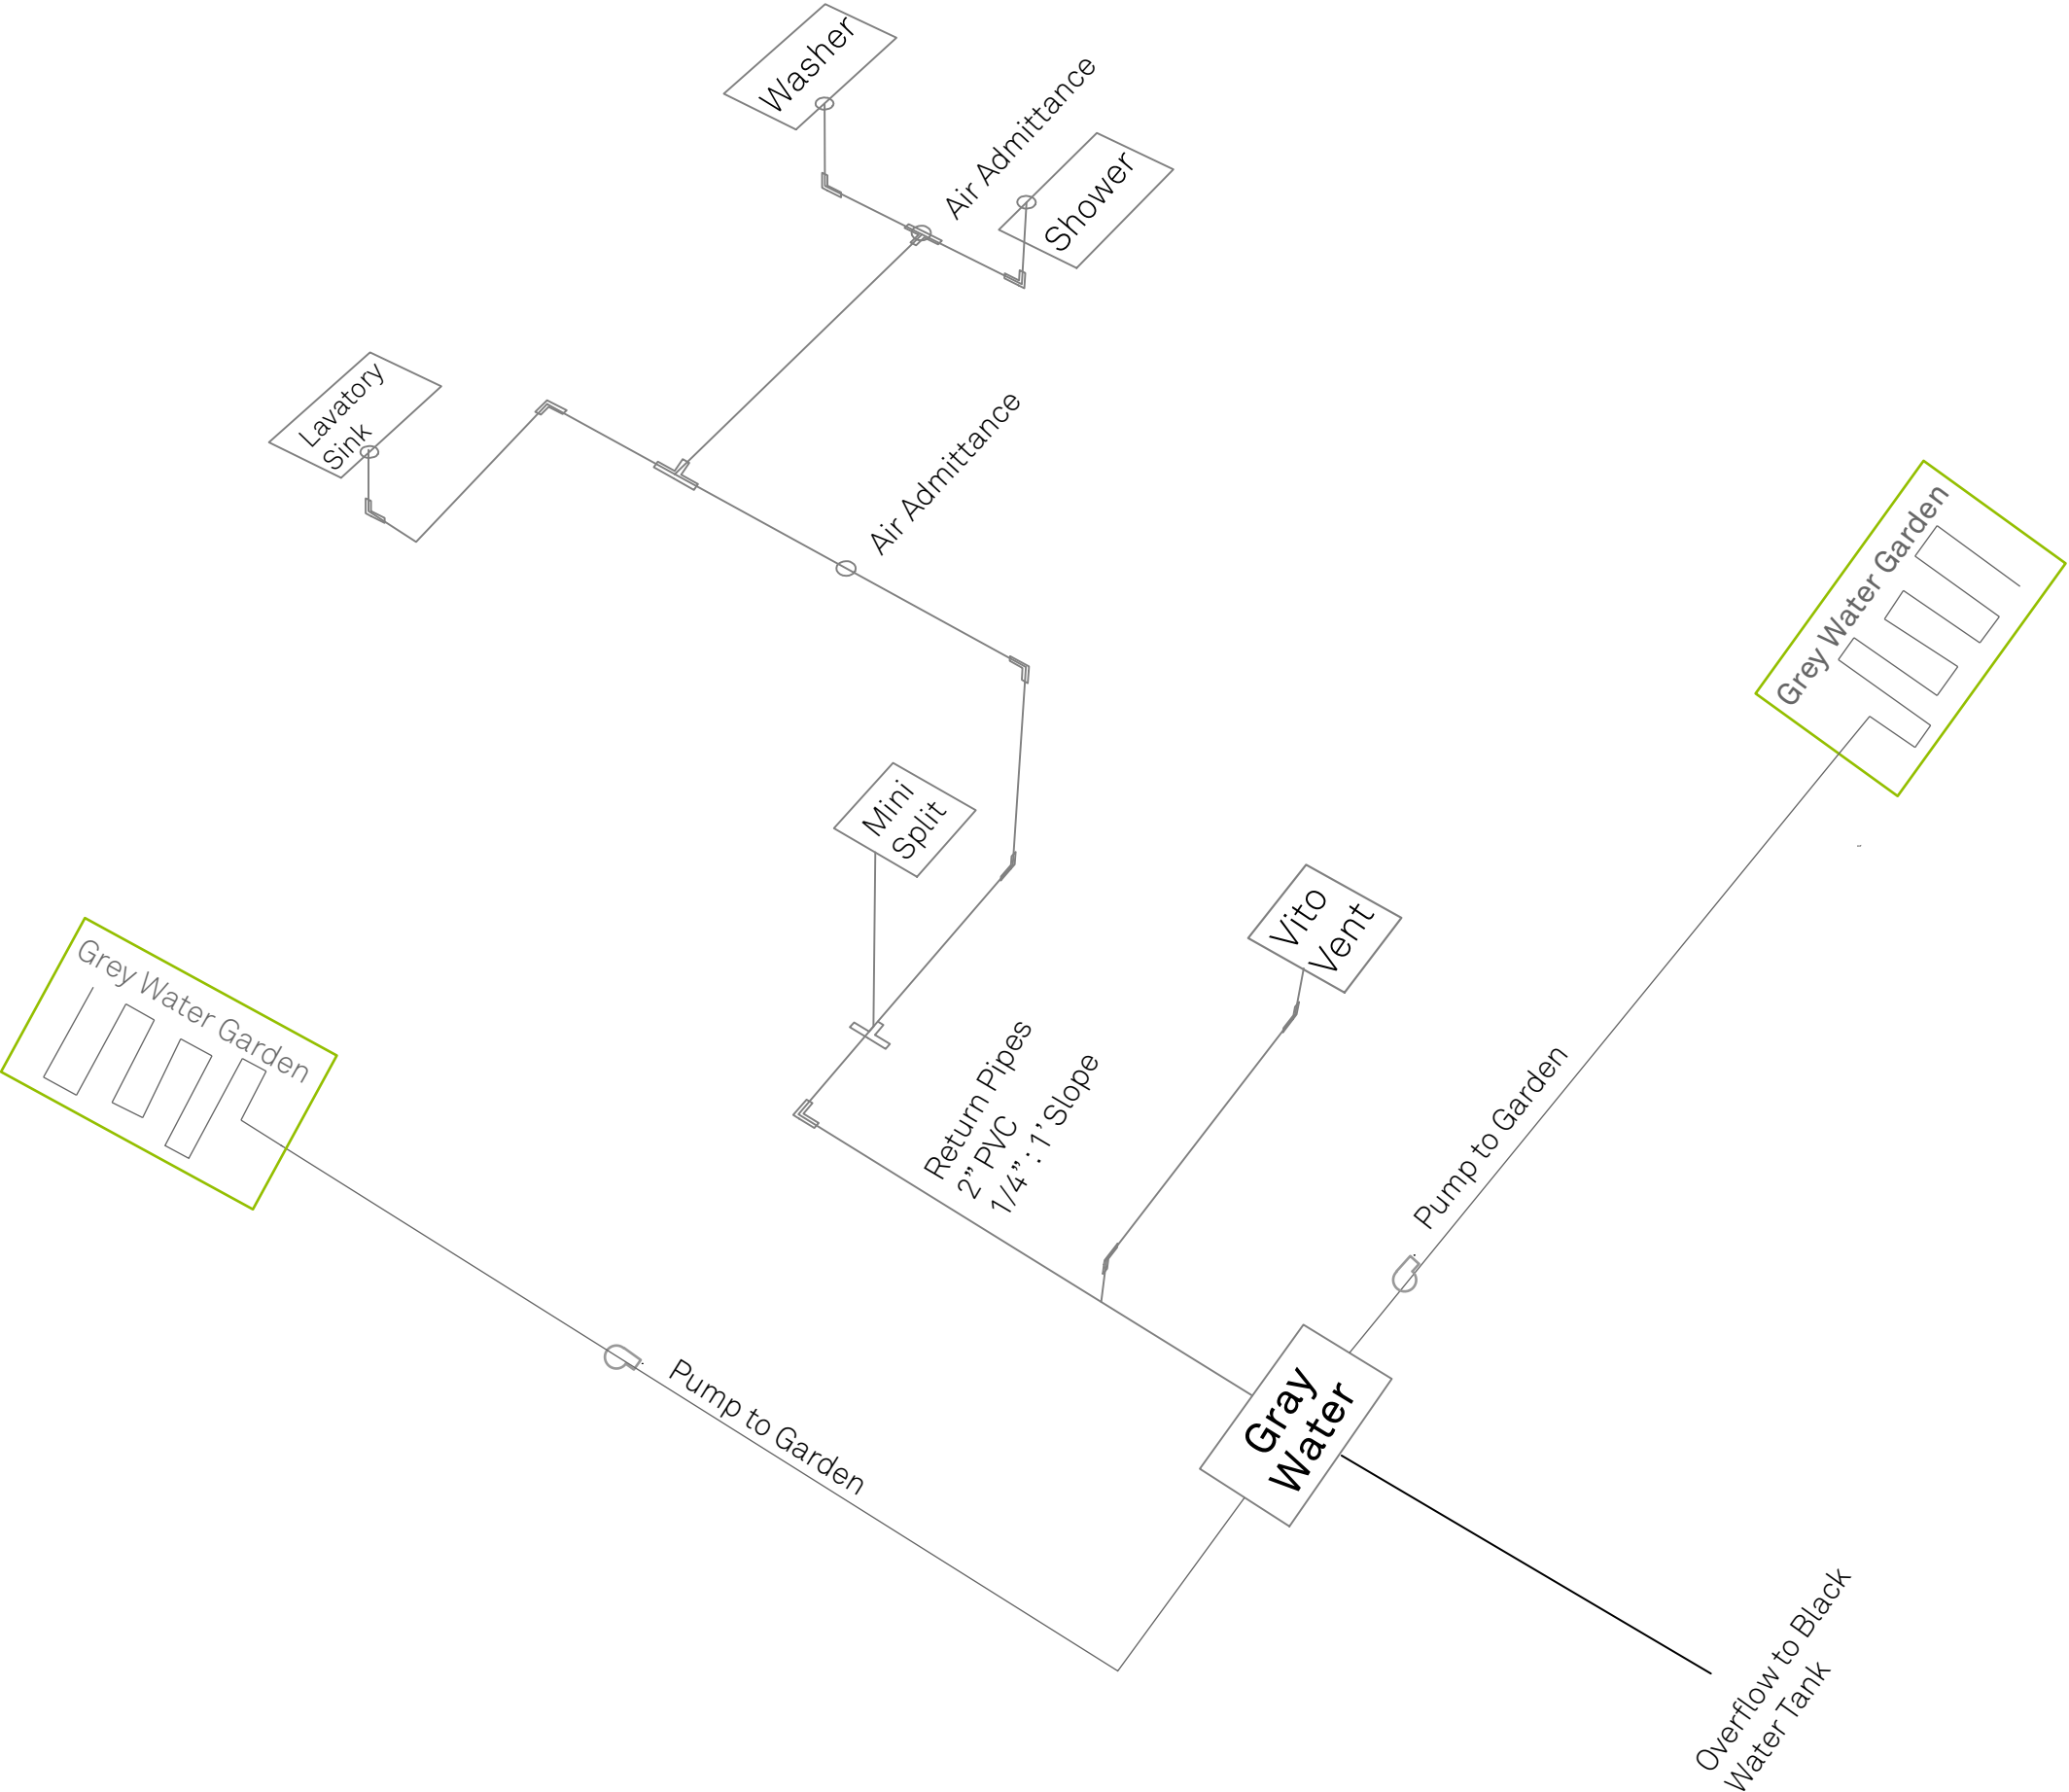 Washer
Air Admittance
Shower
Lavatory
Sink
Air Admittance
Grey Water Garden
Mini
Split
Vito
Vent
Grey Water Garden
Return Pipes
2” PVC
1/4” : 1’ Slope
Pump to Garden
Pump to Garden
Gray
Water
Overflow to Black
Water Tank